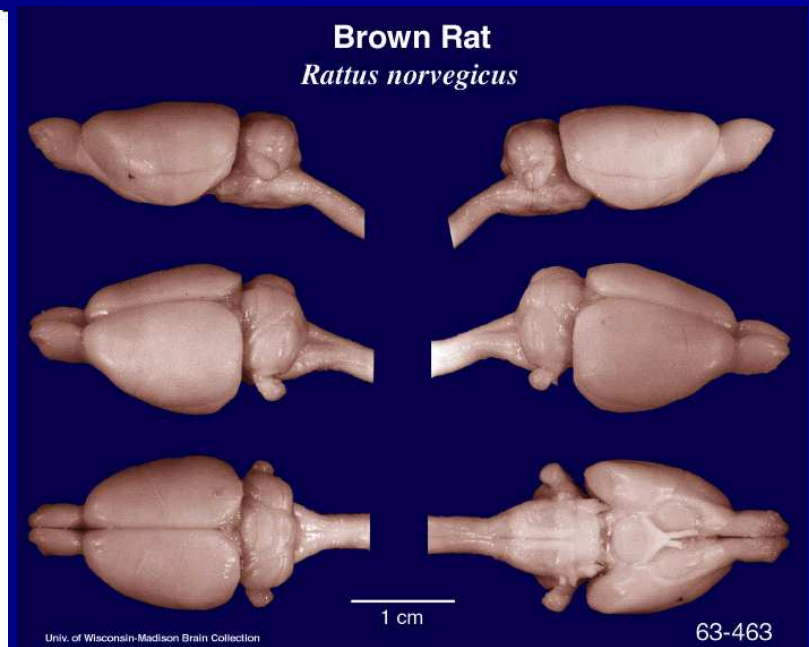 Brown Rat
Rattus norvegicus
1 cm
Univ. of Wisconsin-Madison Brain Collection
63-463